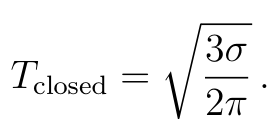 T_closed = √(3σ/2π) .